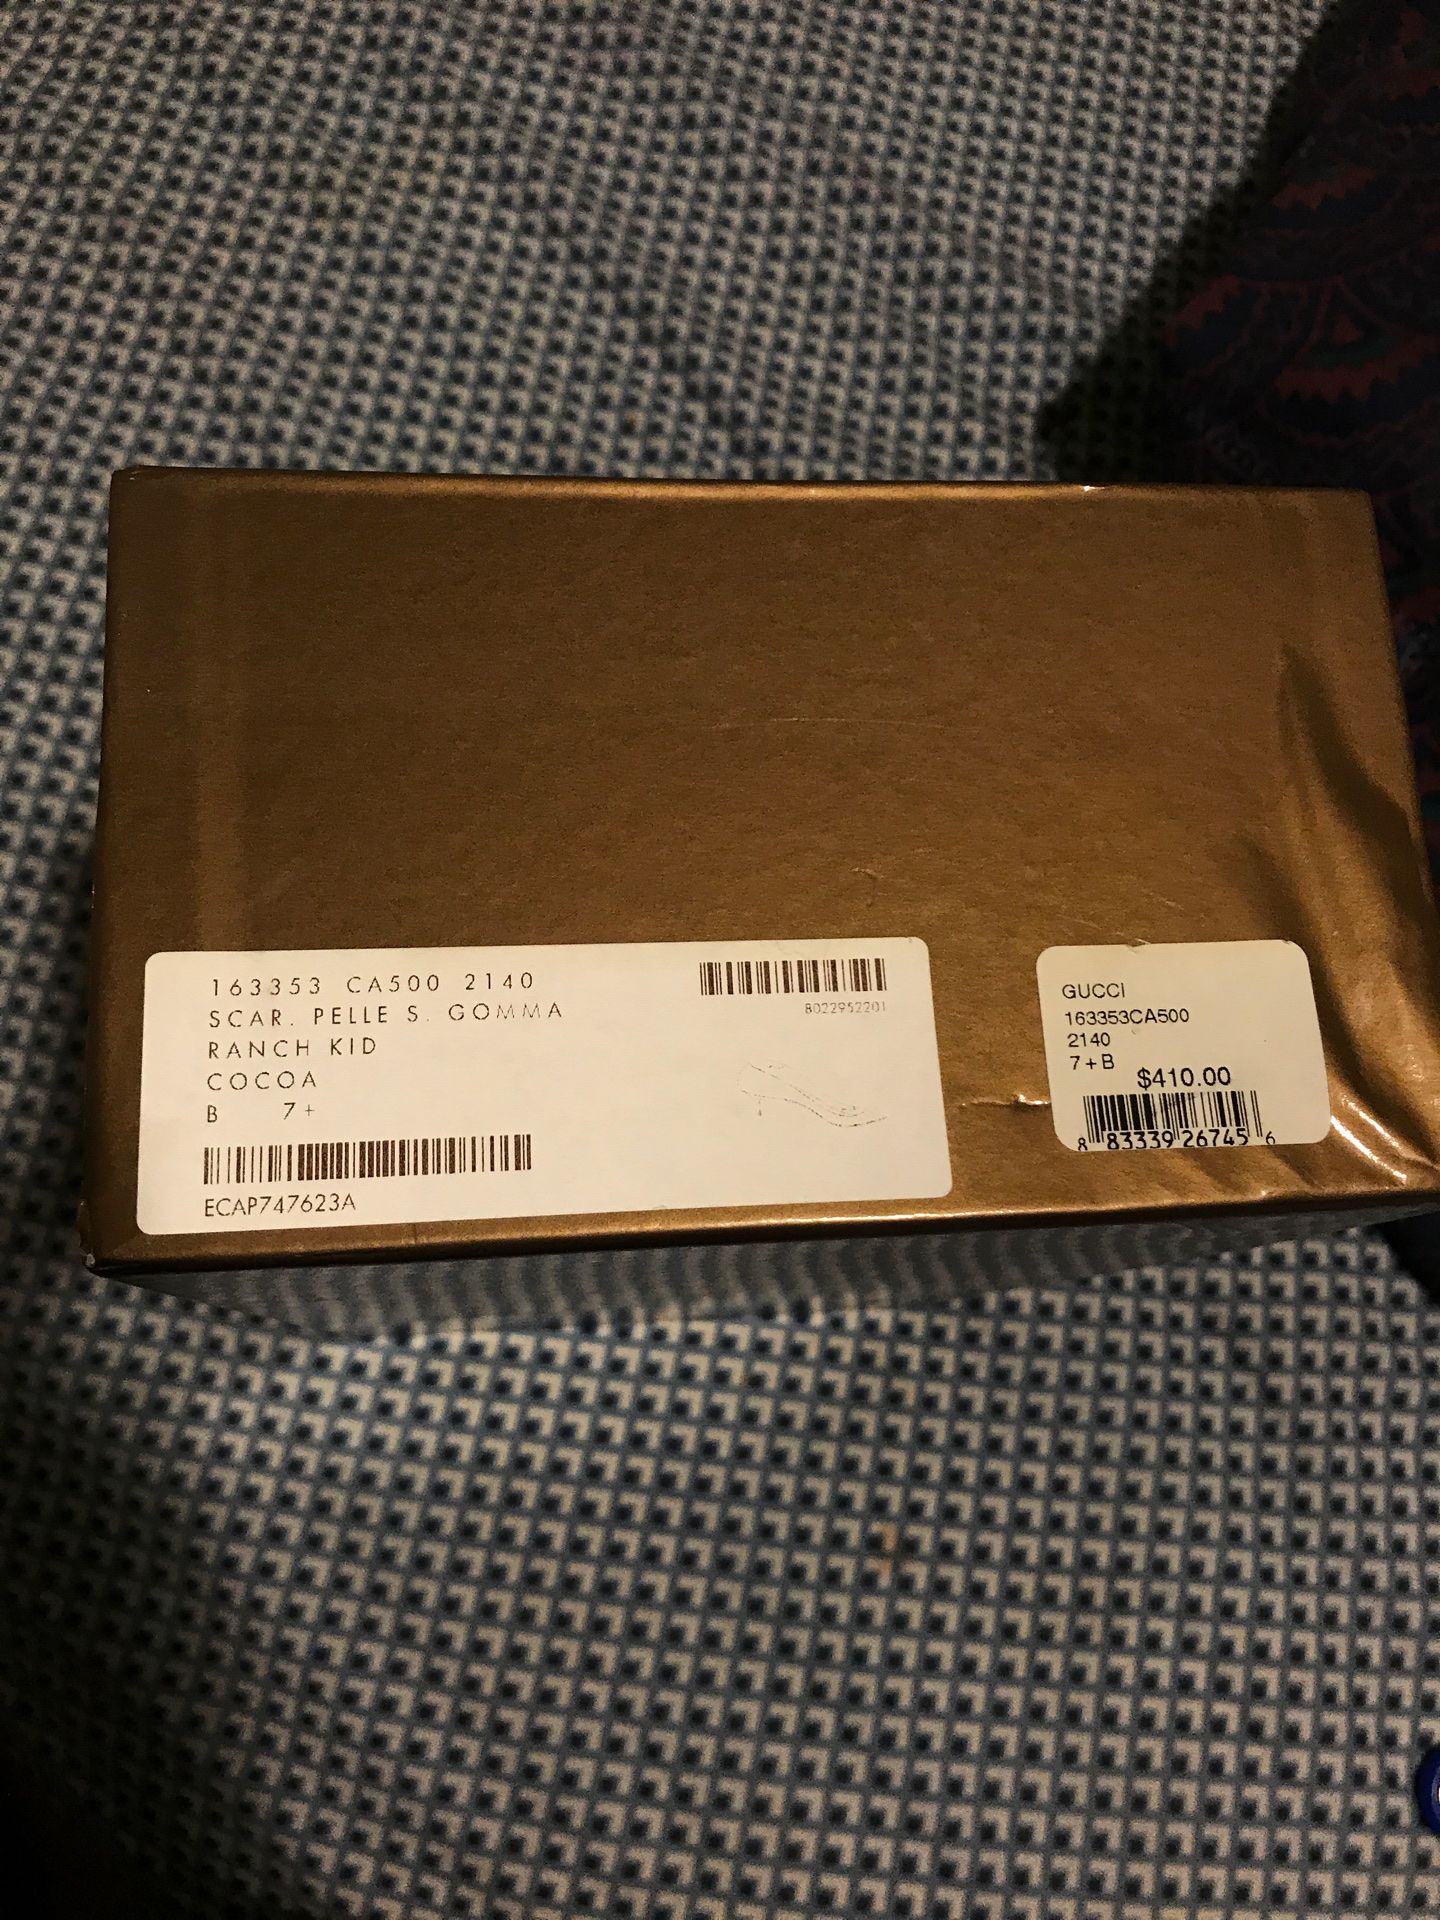 163353 CA500 2140
SCAR. PELLE S. GOMMA
RANCH KID
COCOA
B 7+
ECAP747623A
8022952201
GUCCI
163353CA500
2140
7+B
$410.00
8 83339 26745 6